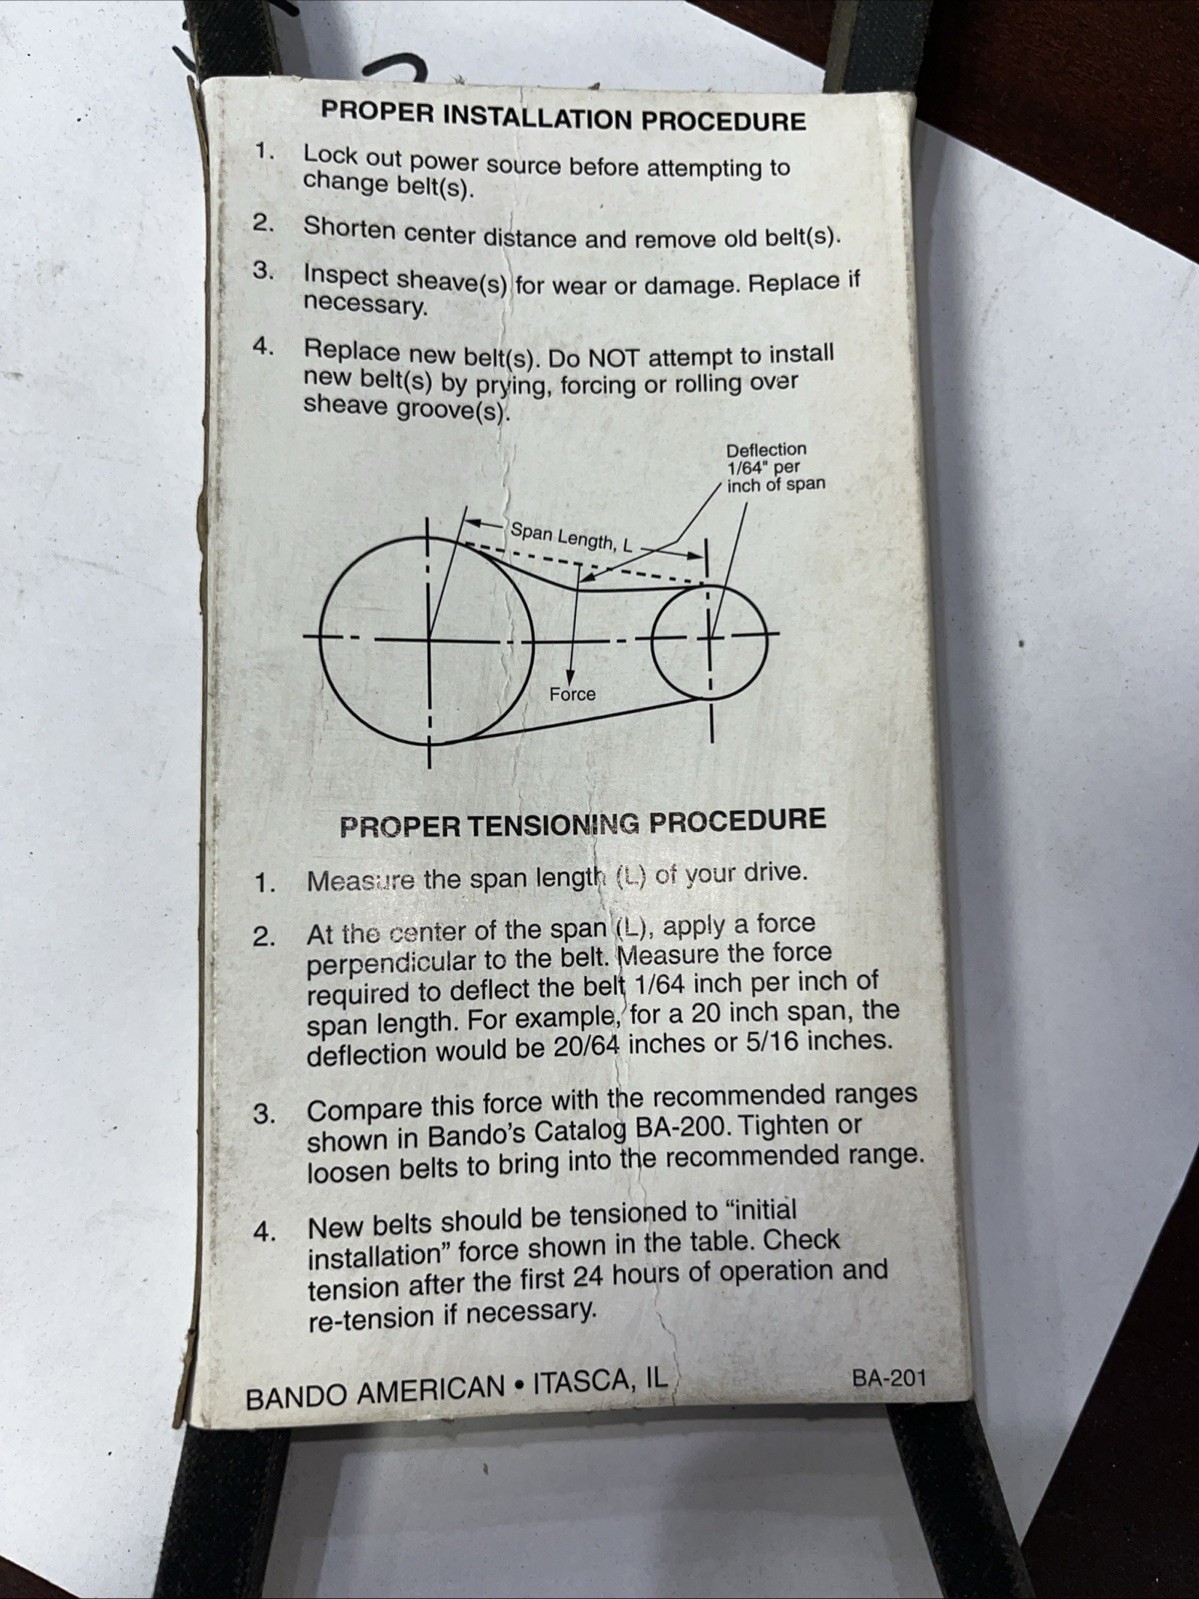 PROPER INSTALLATION PROCEDURE
1. Lock out power source before attempting to
change belt(s).
2. Shorten center distance and remove old belt(s).
3. Inspect sheave(s) for wear or damage. Replace if
necessary.
4. Replace new belt(s). Do NOT attempt to install
new belt(s) by prying, forcing or rolling over
sheave groove(s).
Deflection
1/64" per
inch of span
Span Length, L
Force
PROPER TENSIONING PROCEDURE
1. Measure the span length (L) of your drive.
2. At the center of the span (L), apply a force
perpendicular to the belt. Measure the force
required to deflect the belt 1/64 inch per inch of
span length. For example, for a 20 inch span, the
deflection would be 20/64 inches or 5/16 inches.
3. Compare this force with the recommended ranges
shown in Bando's Catalog BA-200. Tighten or
loosen belts to bring into the recommended range.
4. New belts should be tensioned to "initial
installation" force shown in the table. Check
tension after the first 24 hours of operation and
re-tension if necessary.
BANDO AMERICAN • ITASCA, IL
BA-201